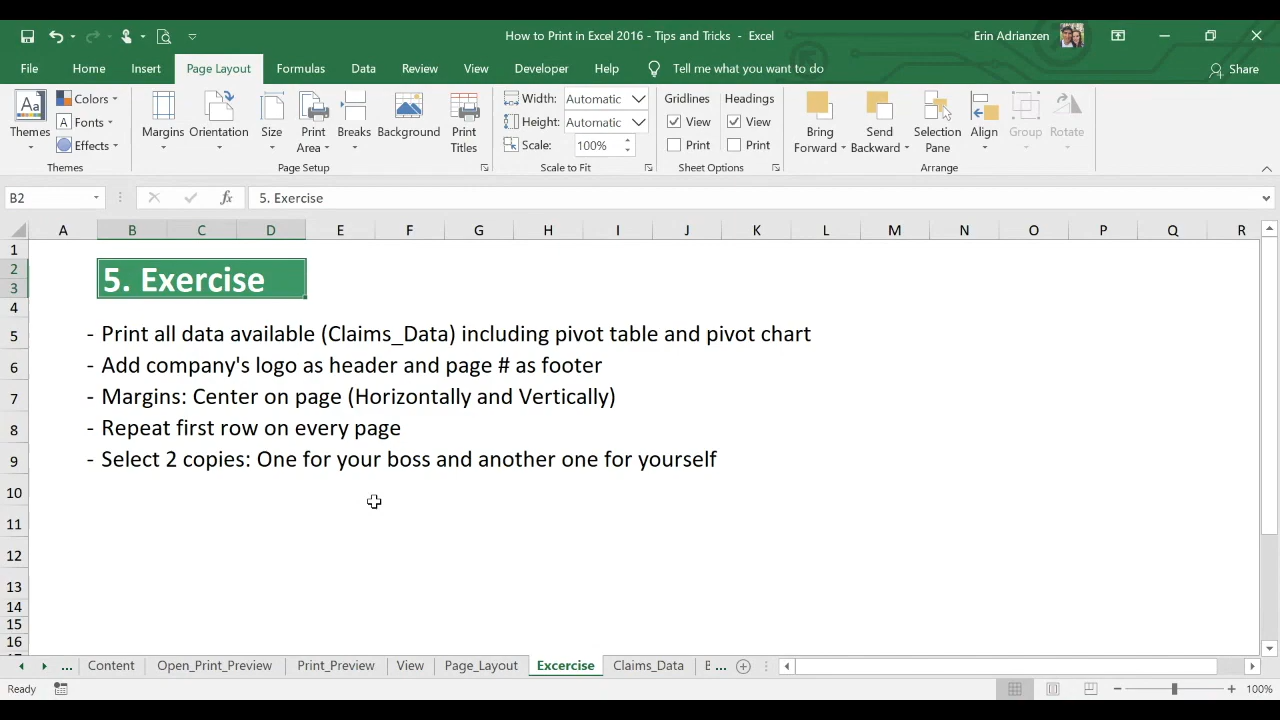 How to Print in Excel 2016 - Tips and Tricks - Excel
Erin Adrianzen
File Home Insert Page Layout Formulas Data Review View Developer Help Tell me what you want to do Share
Aa Colors Width: Automatic Gridlines Headings
Fonts Height: Automatic View View
Themes Effects Margins Orientation Size Print Area Breaks Background Print Titles Scale: 100% Print Print Bring Forward Send Backward Selection Pane Align Group Rotate
Themes Page Setup Scale to Fit Sheet Options Arrange
B2 fx 5. Exercise
A B C D E F G H I J K L M N O P Q R
1
2
3 5. Exercise
4
5 - Print all data available (Claims_Data) including pivot table and pivot chart
6 - Add company's logo as header and page # as footer
7 - Margins: Center on page (Horizontally and Vertically)
8 - Repeat first row on every page
9 - Select 2 copies: One for your boss and another one for yourself
10
11
12
13
14
15
16
... Content Open_Print_Preview Print_Preview View Page_Layout Excercise Claims_Data ...
Ready 100%